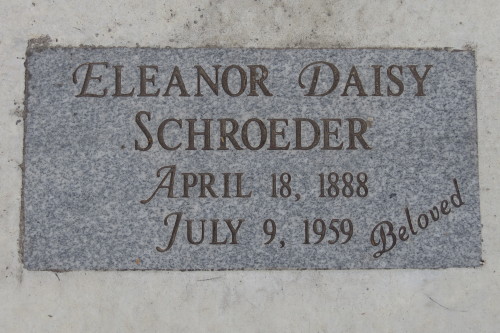 Eleanor Daisy
Schroeder
April 18, 1888
July 9, 1959
Beloved